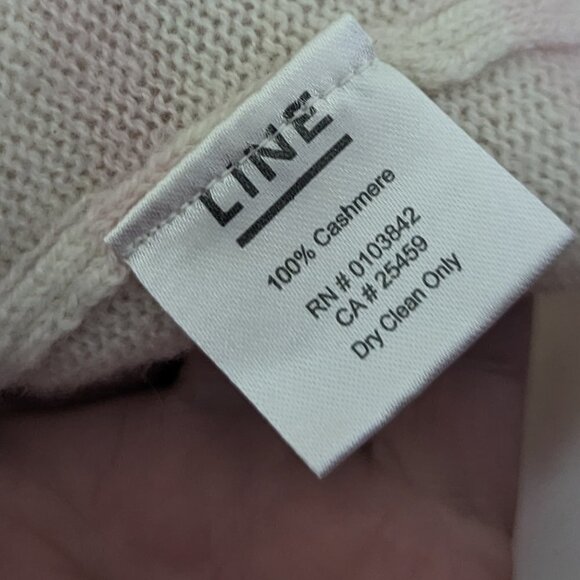 LINE
100% Cashmere
RN # 0103842
CA # 25459
Dry Clean Only